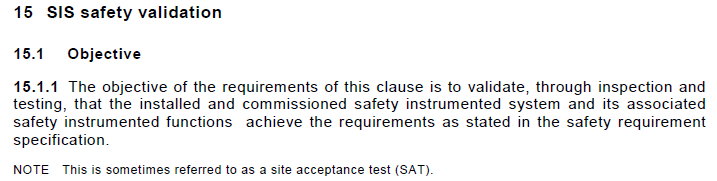 15 SIS safety validation
15.1 Objective
15.1.1 The objective of the requirements of this clause is to validate, through inspection and
testing, that the installed and commissioned safety instrumented system and its associated
safety instrumented functions achieve the requirements as stated in the safety requirement
specification.
NOTE This is sometimes referred to as a site acceptance test (SAT).